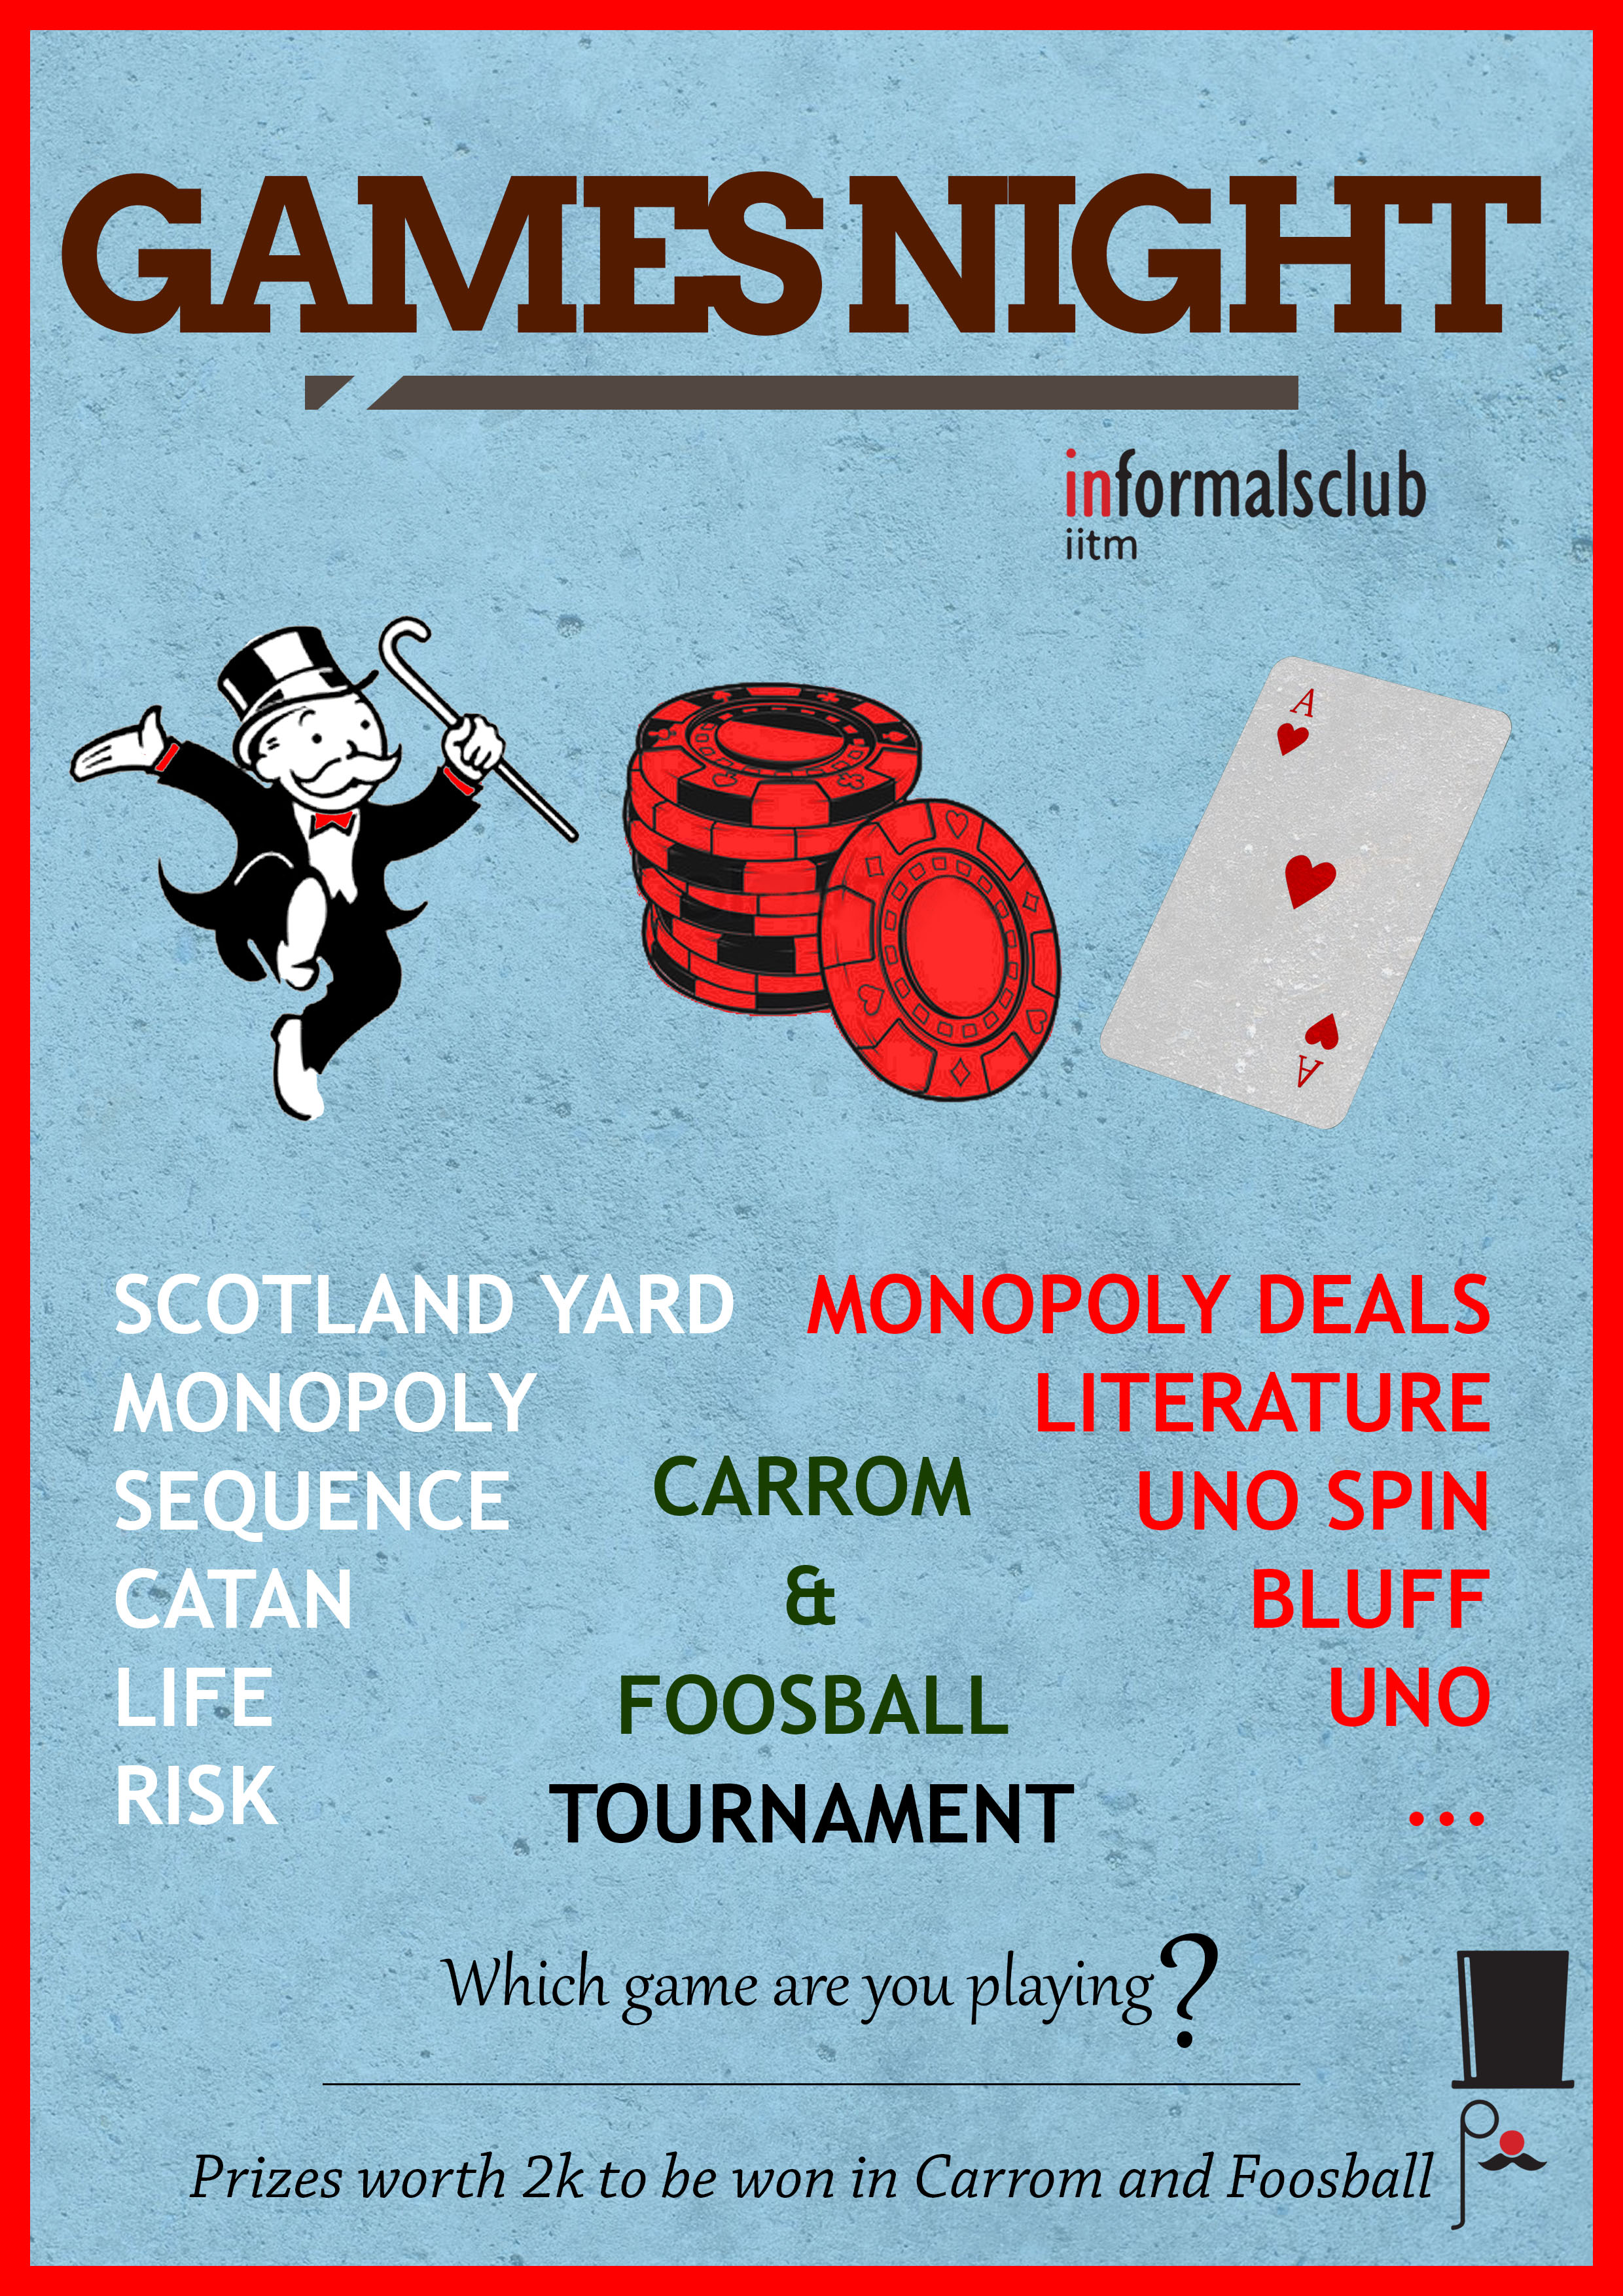 GAMES NIGHT
informalsclub
iitm
A
A
SCOTLAND YARD
MONOPOLY
SEQUENCE
CATAN
LIFE
RISK
CARROM
&
FOOSBALL
TOURNAMENT
MONOPOLY DEALS
LITERATURE
UNO SPIN
BLUFF
UNO
...
Which game are you playing?
Prizes worth 2k to be won in Carrom and Foosball